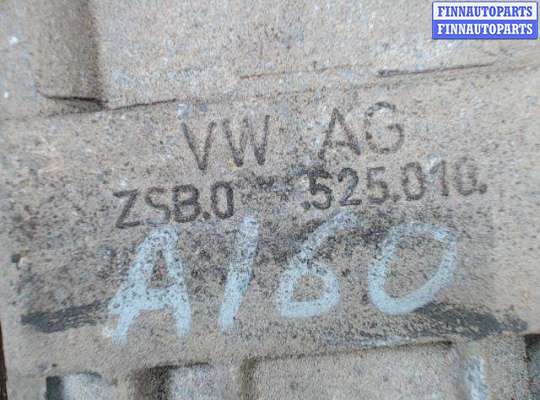 FINNAUTOPARTS
FINNAUTOPARTS
VW AG
ZSB.0 .525.010.
A160